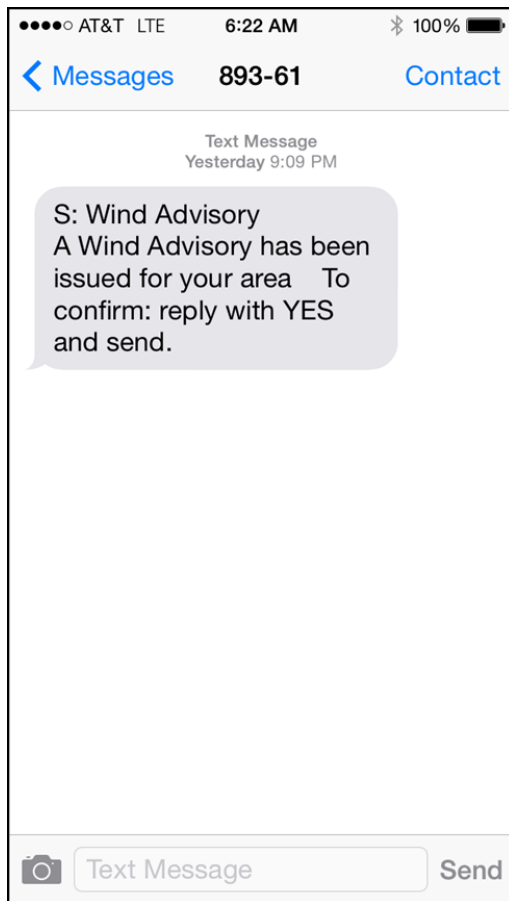 AT&T LTE 6:22 AM 100%
Messages 893-61 Contact
Text Message
Yesterday 9:09 PM
S: Wind Advisory
A Wind Advisory has been
issued for your area    To
confirm: reply with YES
and send.
Text Message Send